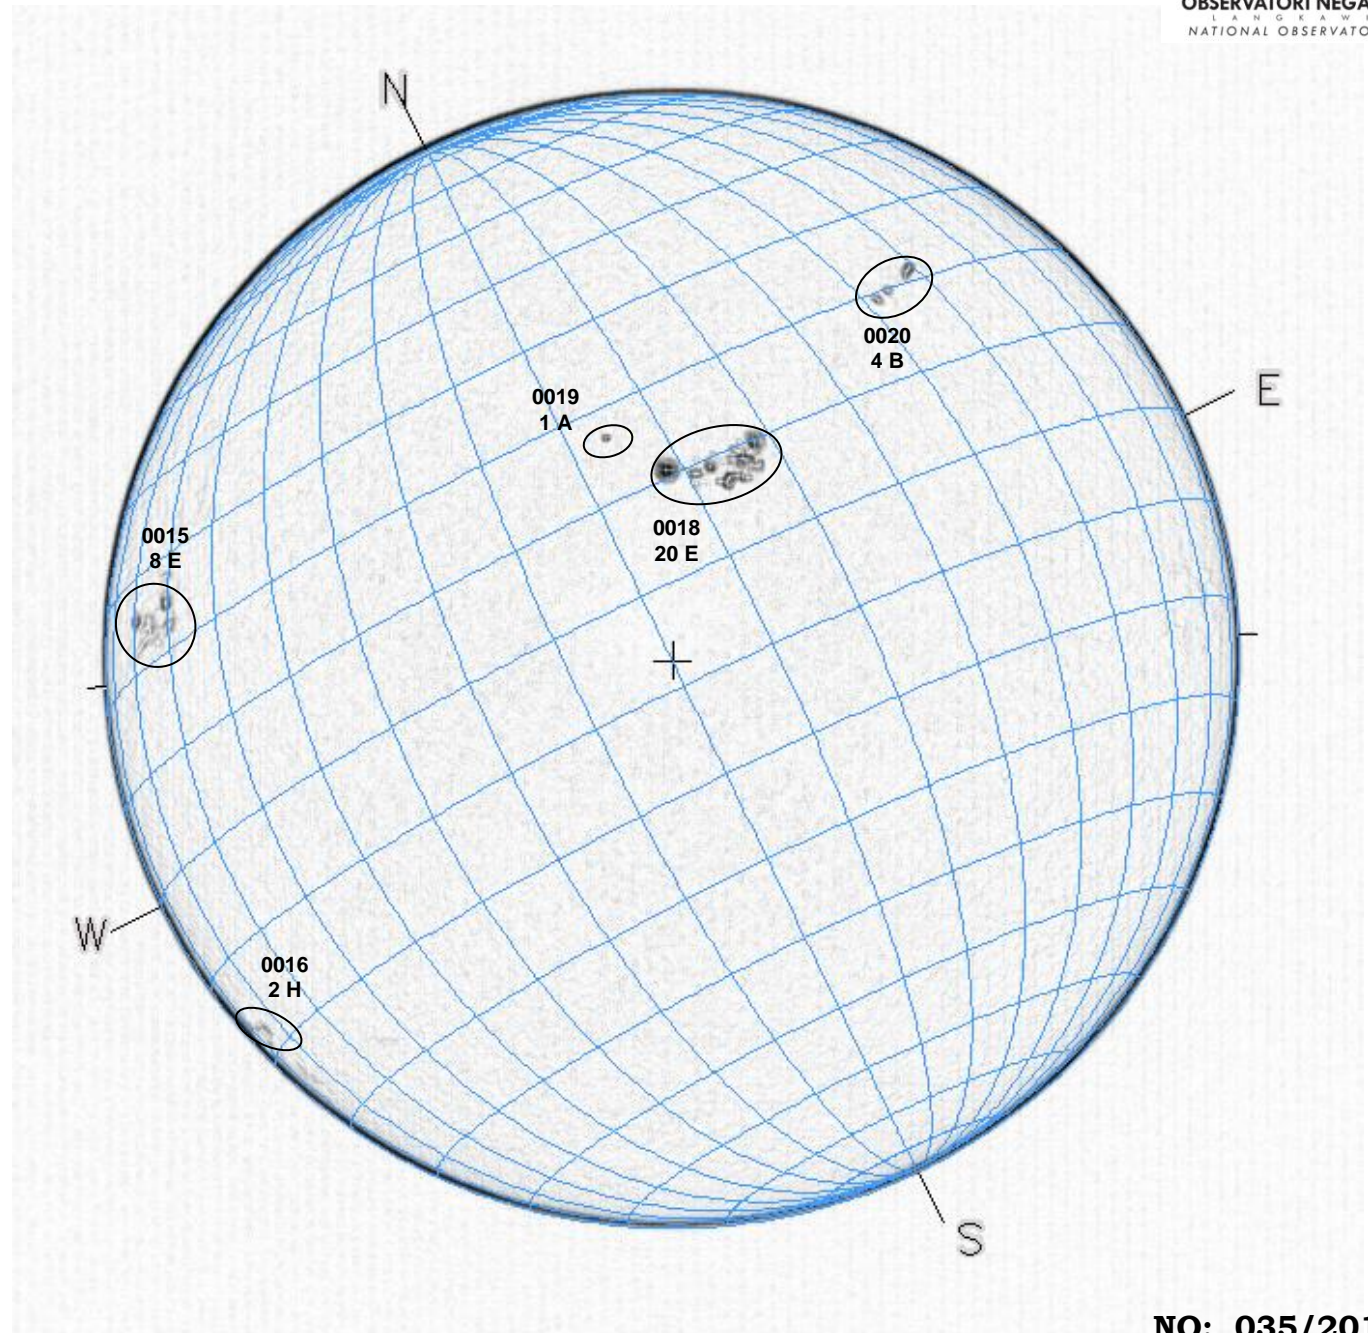 OBSERVATORI NEGA
L A N G K A W
NATIONAL OBSERVATO
N
E
0020
4 B
0019
1 A
0018
20 E
0015
8 E
W
0016
2 H
S
NO: 035/20